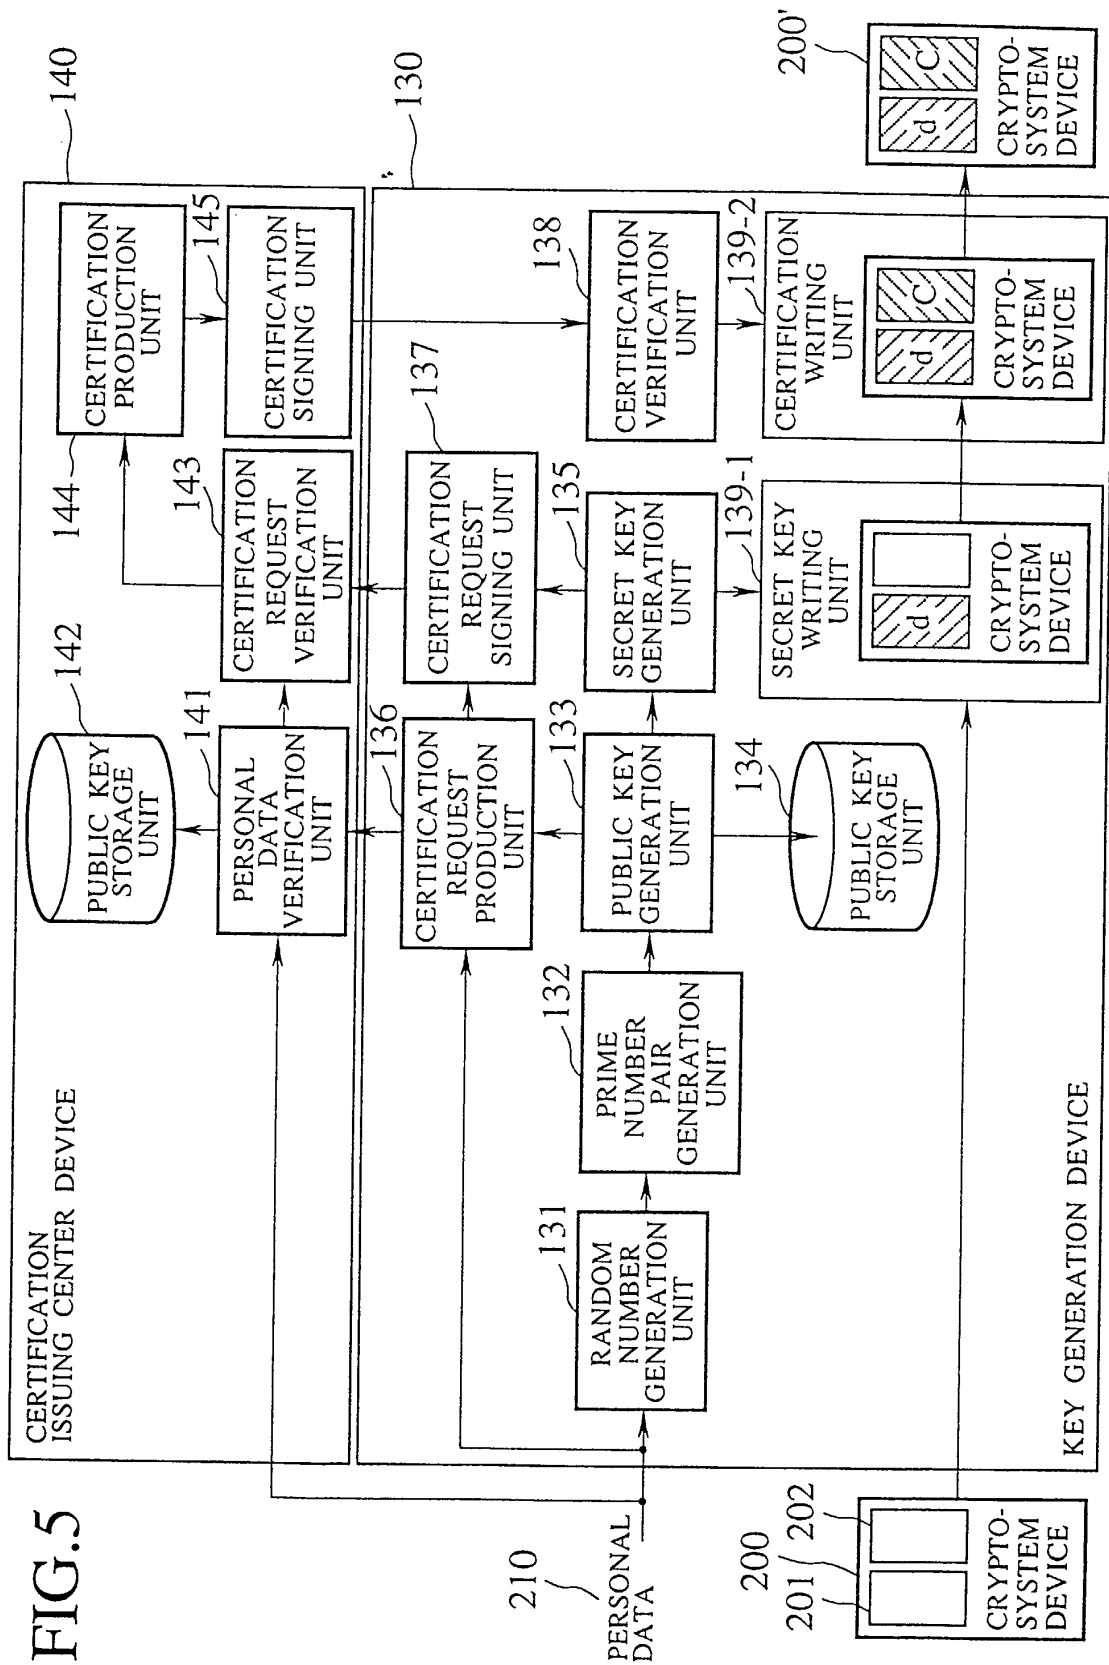 FIG.5
CERTIFICATION
ISSUING CENTER DEVICE
140
142
PUBLIC KEY
STORAGE
UNIT
141
PERSONAL
DATA
VERIFICATION
UNIT
143
CERTIFICATION
REQUEST
VERIFICATION
UNIT
144
CERTIFICATION
PRODUCTION
UNIT
145
CERTIFICATION
SIGNING UNIT
130
136
CERTIFICATION
REQUEST
PRODUCTION
UNIT
137
CERTIFICATION
REQUEST
SIGNING UNIT
210
PERSONAL
DATA
131
RANDOM
NUMBER
GENERATION
UNIT
132
PRIME
NUMBER
PAIR
GENERATION
UNIT
133
PUBLIC KEY
GENERATION
UNIT
135
SECRET KEY
GENERATION
UNIT
138
CERTIFICATION
VERIFICATION
UNIT
134
PUBLIC KEY
STORAGE
UNIT
139-1
SECRET KEY
WRITING
UNIT
d
CRYPTO-
SYSTEM
DEVICE
139-2
CERTIFICATION
WRITING
UNIT
d
C
CRYPTO-
SYSTEM
DEVICE
200'
d
C
CRYPTO-
SYSTEM
DEVICE
200
201
202
CRYPTO-
SYSTEM
DEVICE
KEY GENERATION DEVICE